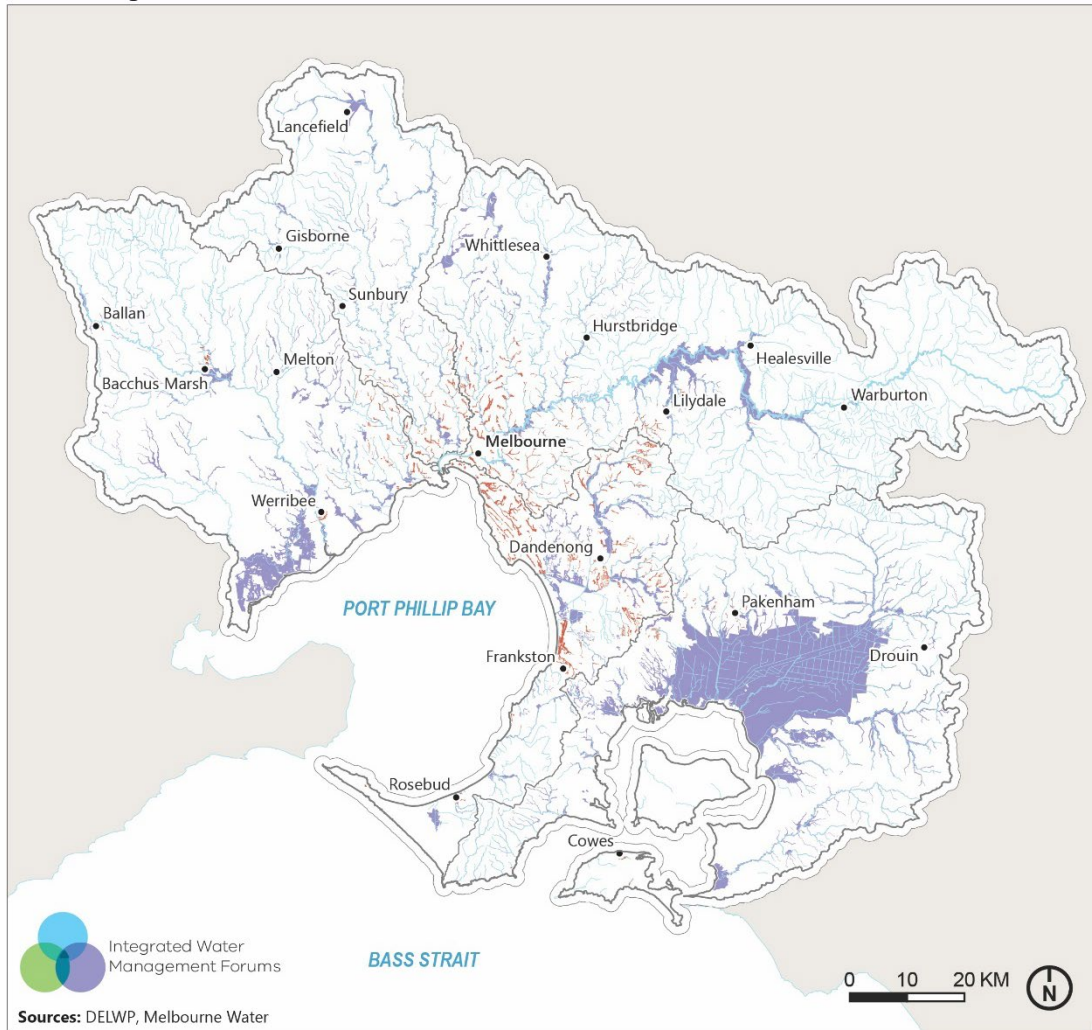 Lancefield
Whittlesea
Gisborne
Sunbury
Ballan
Hurstbridge
Healesville
Melton
Bacchus Marsh
Lilydale
Warburton
Melbourne
Werribee
Dandenong
PORT PHILLIP BAY
Pakenham
Frankston
Drouin
Rosebud
Cowes
Integrated Water
Management Forums
BASS STRAIT
0 10 20 KM
N
Sources: DELWP, Melbourne Water